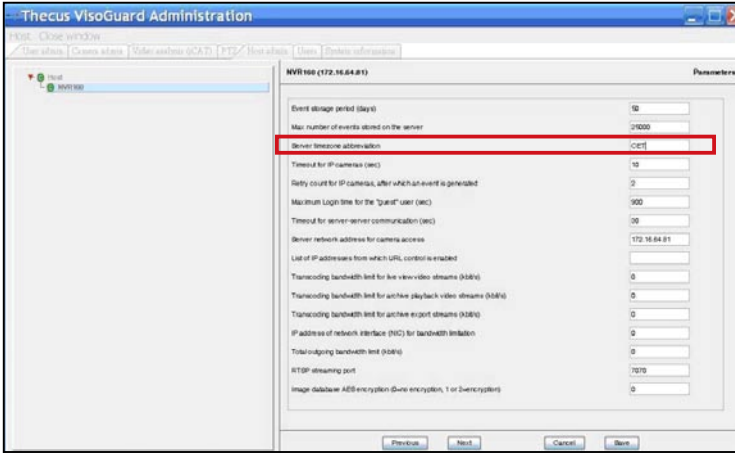 Thecus VisoGuard Administration
Host Close window
User admin Camera admin Video analysis (CA2) PTZ Host admin Users System information
Host
NVR160
NVR160 (172.16.64.81) Parameters
Event storage period (days) 50
Max number of events stored on the server 25000
Server timezone abbreviation CET
Timeout for IP cameras (sec) 10
Retry count for IP cameras, after which an event is generated 2
Maximum Login time for the "guest" user (sec) 900
Timeout for server-server communication (sec) 30
Server network address for camera access 172.16.64.81
List of IP addresses from which URL control is enabled
Transcoding bandwidth limit for live view video streams (kbit/s) 0
Transcoding bandwidth limit for archive playback video streams (kbit/s) 0
Transcoding bandwidth limit for archive export streams (kbit/s) 0
IP address of network interface (NIC) for bandwidth limitation 0
Total outgoing bandwidth limit (kbit/s) 0
RTSP streaming port 7070
Image database AES encryption (0=no encryption, 1 or 2=encryption) 0
Previous Next Cancel Save